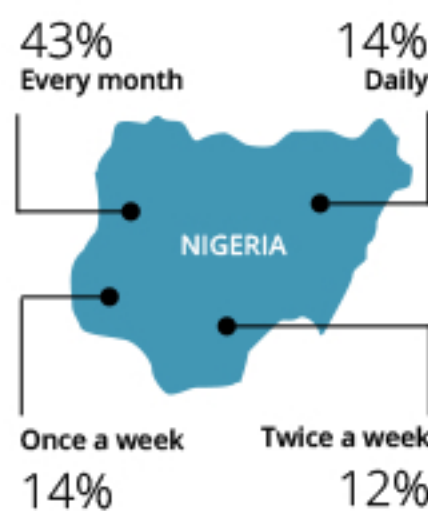 43%
Every month
14%
Daily
NIGERIA
Once a week
14%
Twice a week
12%